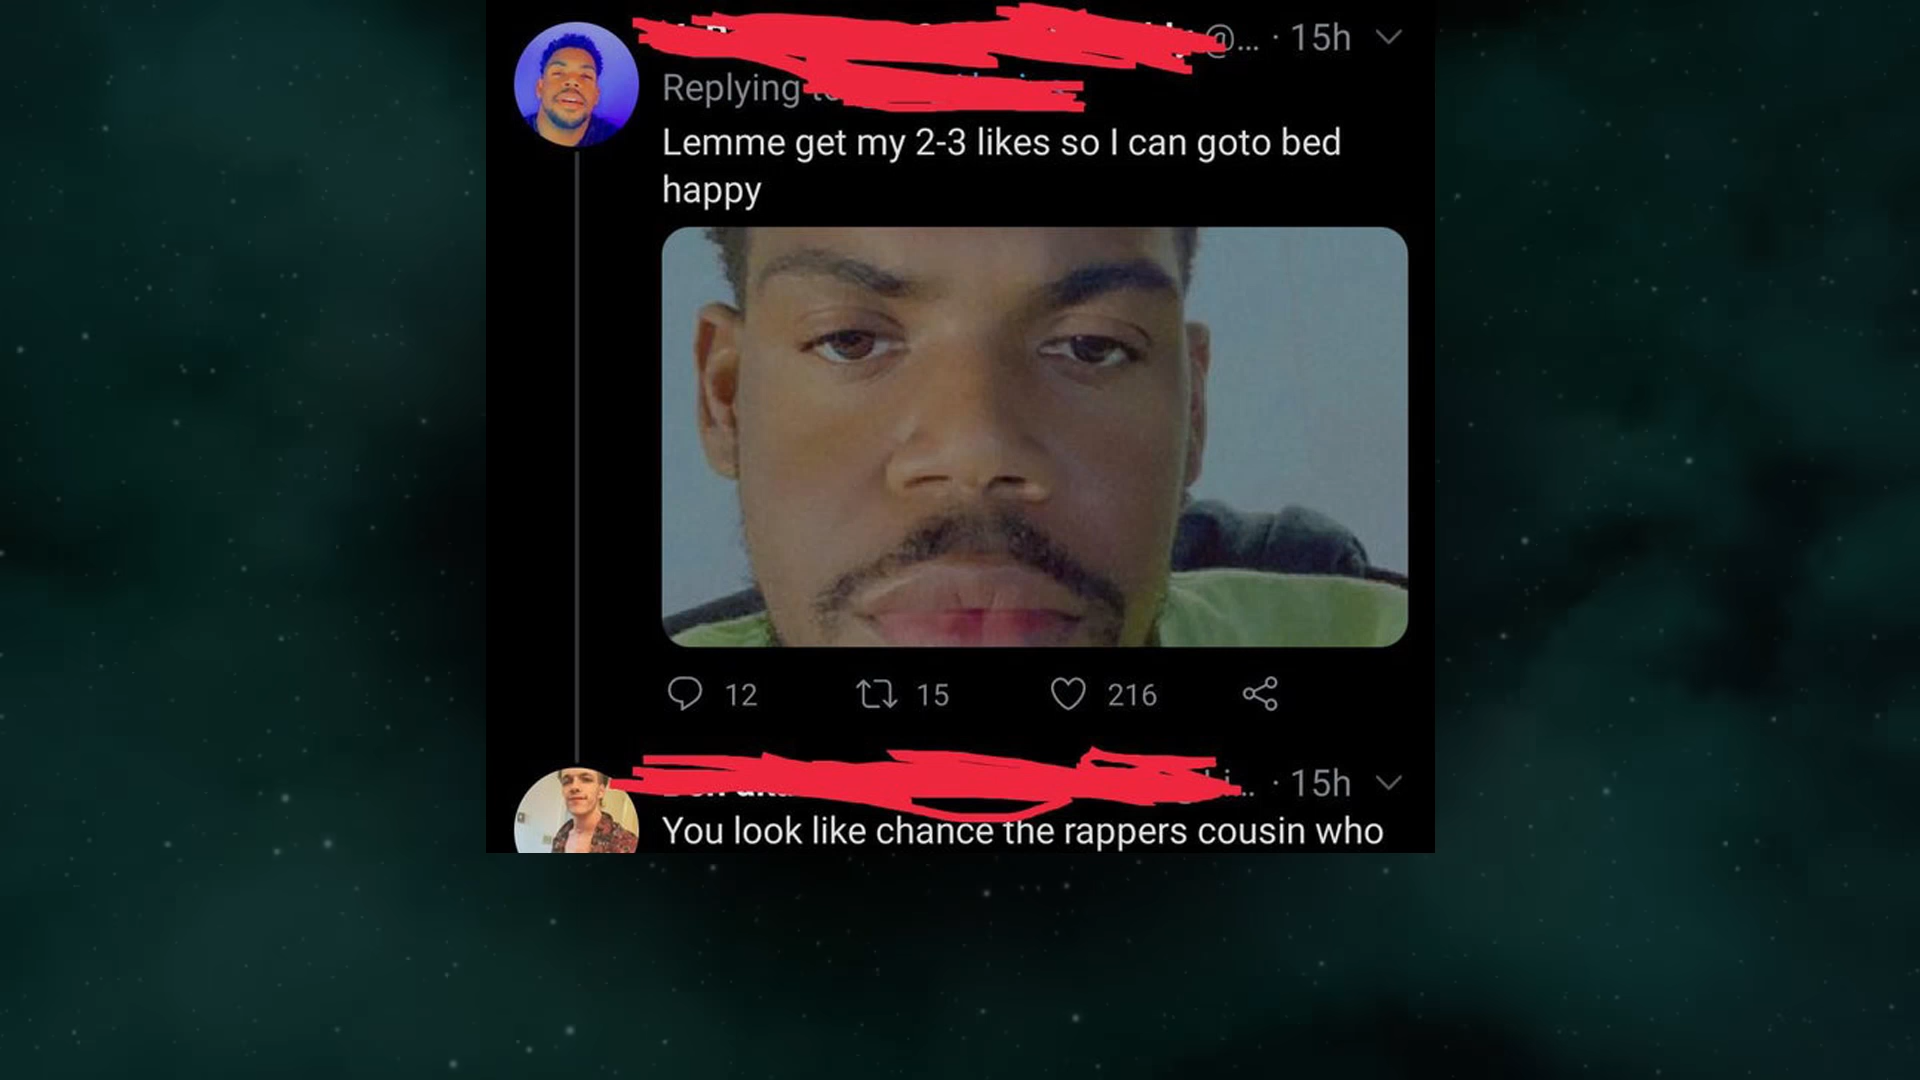 @... · 15h
Replying
Lemme get my 2-3 likes so I can goto bed
happy
12 15 216
.. · 15h
You look like chance the rappers cousin who